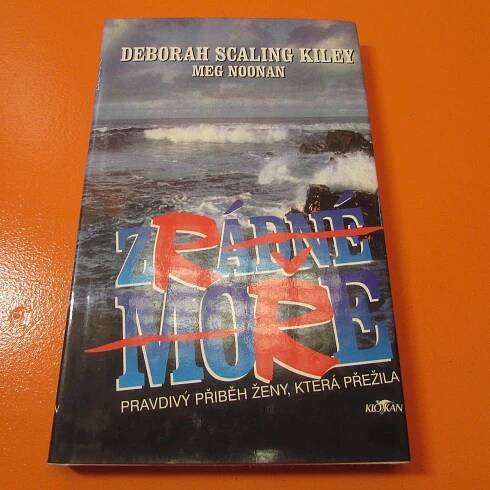 DEBORAH SCALING KILEY
MEG NOONAN
ZRÁDNÉ
MOŘE
PRAVDIVÝ PŘÍBĚH ŽENY, KTERÁ PŘEŽILA
KLOKAN